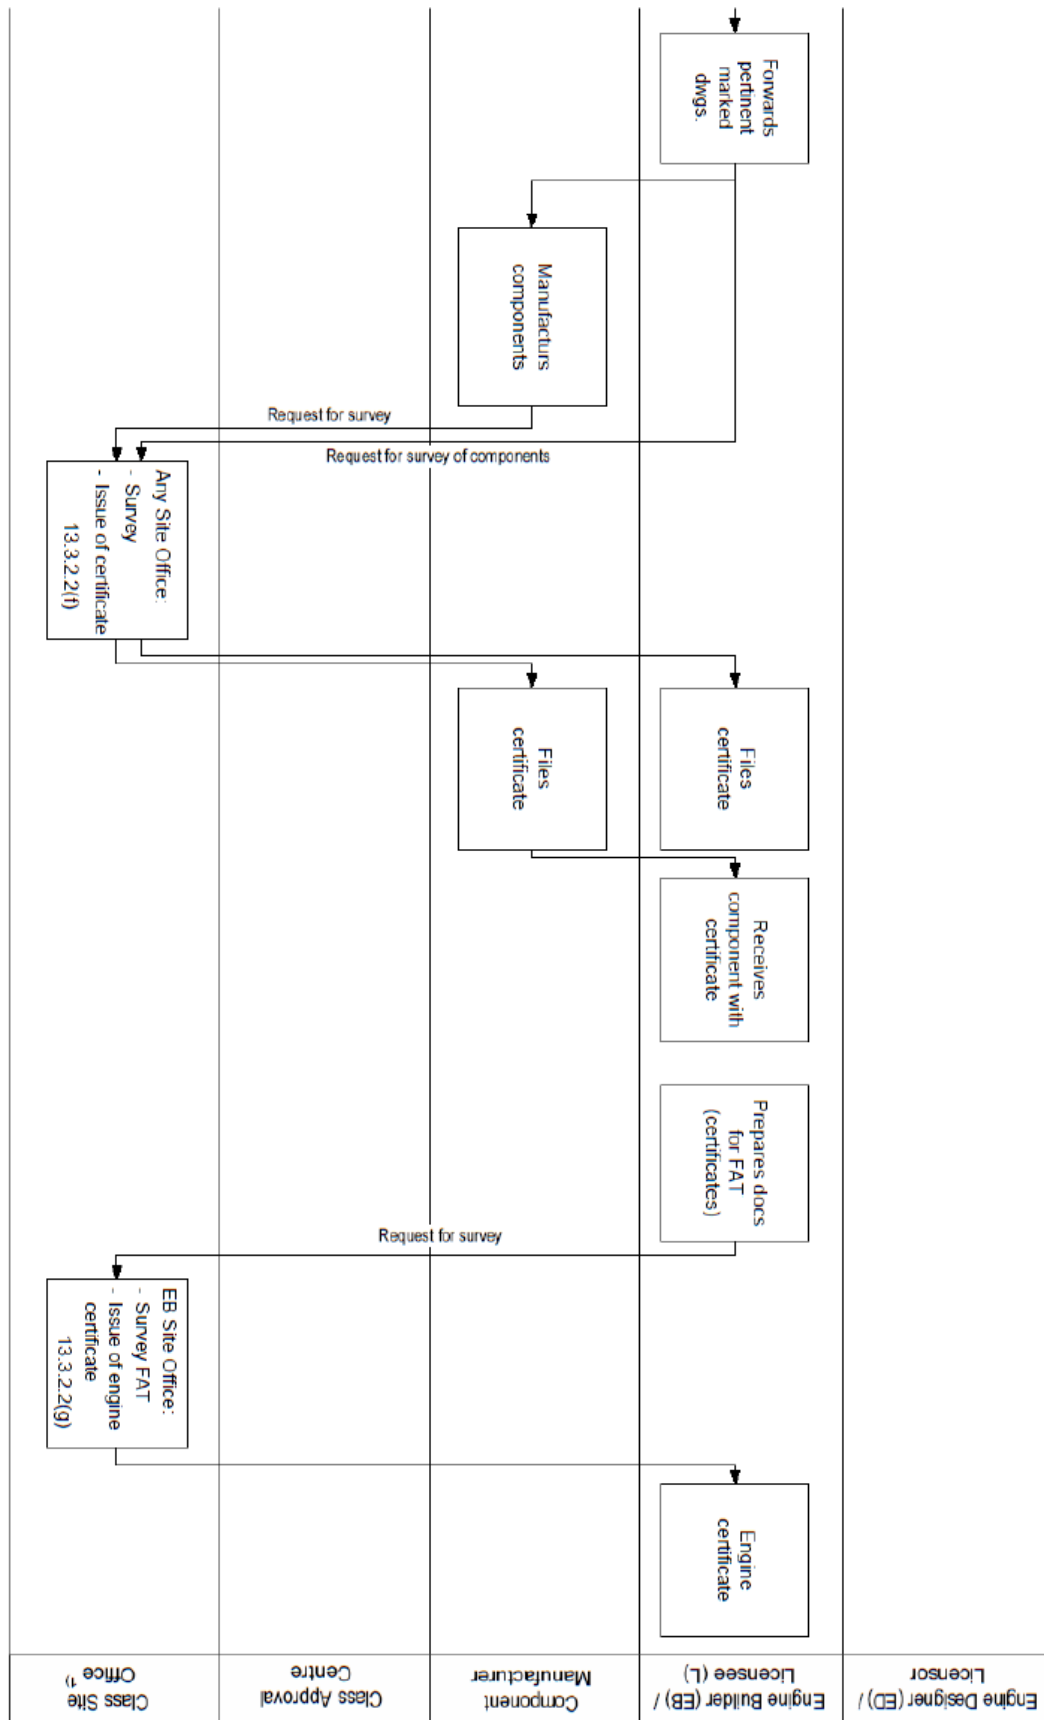 Forwards
pertinent
marked
dwgs.
Manufacturs
components
Request for survey
Request for survey of components
Any Site Office:
- Survey
- Issue of certificate
13.3.2.2(f)
Files
certificate
Files
certificate
Receives
component with
certificate
Prepares docs
for FAT
(certificates)
Request for survey
EB Site Office:
- Survey FAT
- Issue of engine
certificate
13.3.2.2(g)
Engine
certificate
Class Site
Office 1)
Class Approval
Centre
Component
Manufacturer
Engine Builder (EB) /
Licensee (L)
Engine Designer (ED) /
Licensor